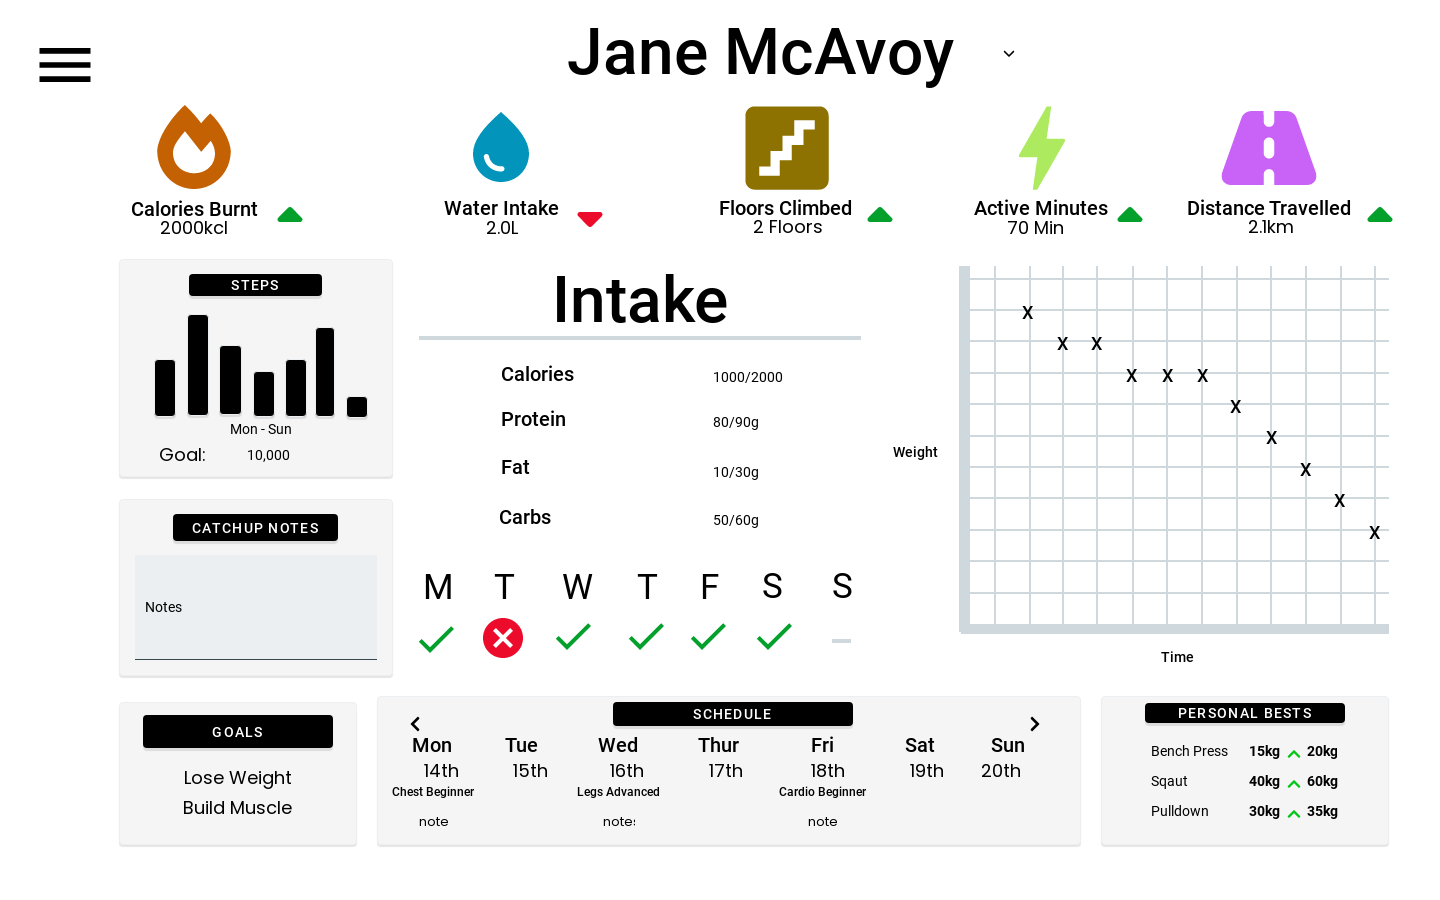 Jane McAvoy
Calories Burnt
2000kcl
Water Intake
2.0L
Floors Climbed
2 Floors
Active Minutes
70 Min
Distance Travelled
2.1km
STEPS
Mon - Sun
Goal: 10,000
CATCHUP NOTES
Notes
Intake
Calories 1000/2000
Protein 80/90g
Fat 10/30g
Carbs 50/60g
M T W T F S S
Weight
X
X X
X X X
X
X
X
X
X
Time
GOALS
Lose Weight
Build Muscle
SCHEDULE
Mon Tue Wed Thur Fri Sat Sun
14th 15th 16th 17th 18th 19th 20th
Chest Beginner Legs Advanced Cardio Beginner
note notes note
PERSONAL BESTS
Bench Press 15kg 20kg
Sqaut 40kg 60kg
Pulldown 30kg 35kg